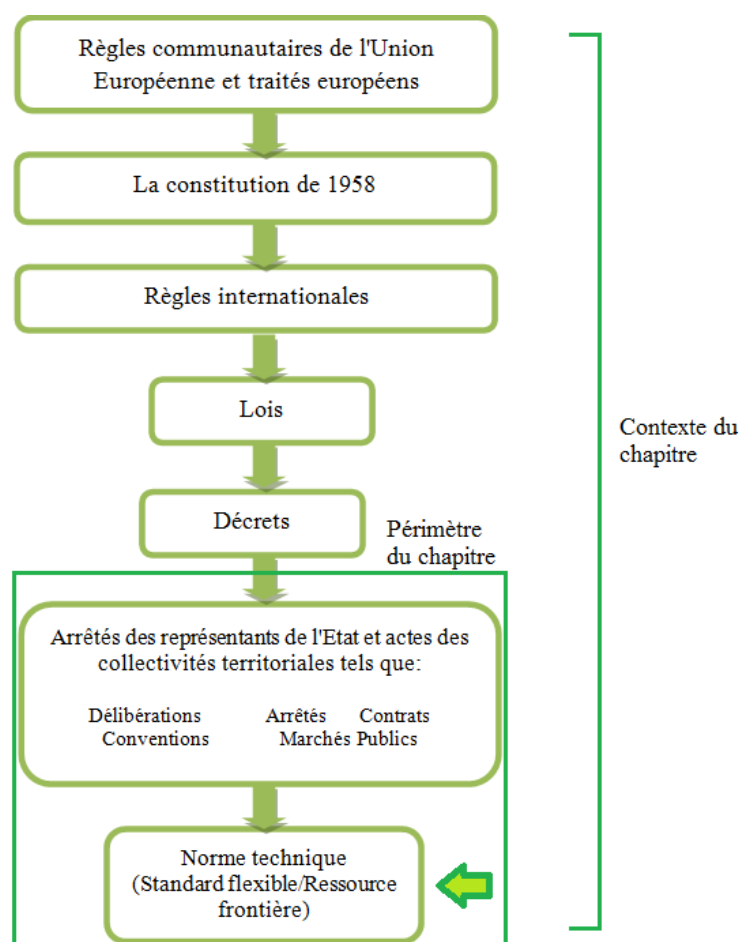 Règles communautaires de l'Union
Européenne et traités européens
La constitution de 1958
Règles internationales
Lois
Décrets
Périmètre
du chapitre
Contexte du
chapitre
Arrêtés des représentants de l'Etat et actes des
collectivités territoriales tels que:
Délibérations Arrêtés Contrats
Conventions Marchés Publics
Norme technique
(Standard flexible/Ressource
frontière)